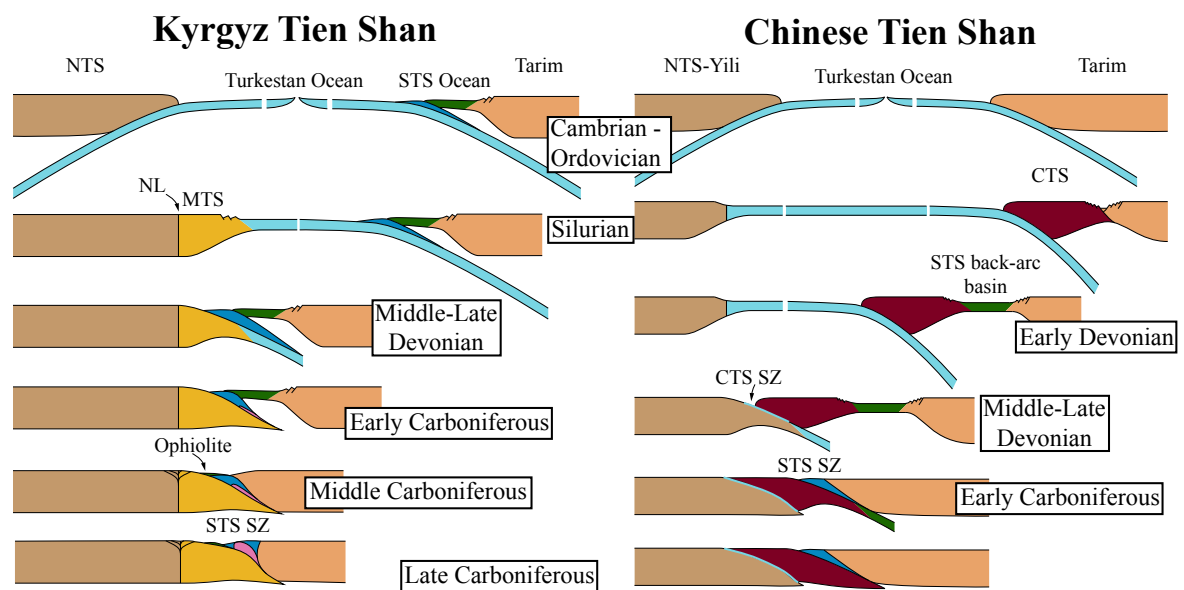 Kyrgyz Tien Shan
NTS
Turkestan Ocean
STS Ocean
Tarim
Cambrian -
Ordovician
NL
MTS
Silurian
Middle-Late
Devonian
Early Carboniferous
Ophiolite
Middle Carboniferous
STS SZ
Late Carboniferous
Chinese Tien Shan
NTS-Yili
Turkestan Ocean
Tarim
CTS
STS back-arc
basin
Early Devonian
CTS SZ
Middle-Late
Devonian
STS SZ
Early Carboniferous